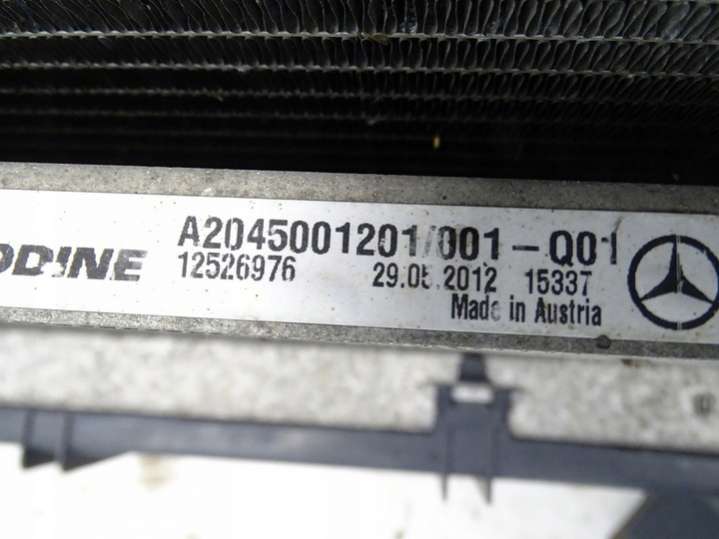 ODINE A2045001201/001-Q01
12526976 29.05.2012 15337
Made in Austria